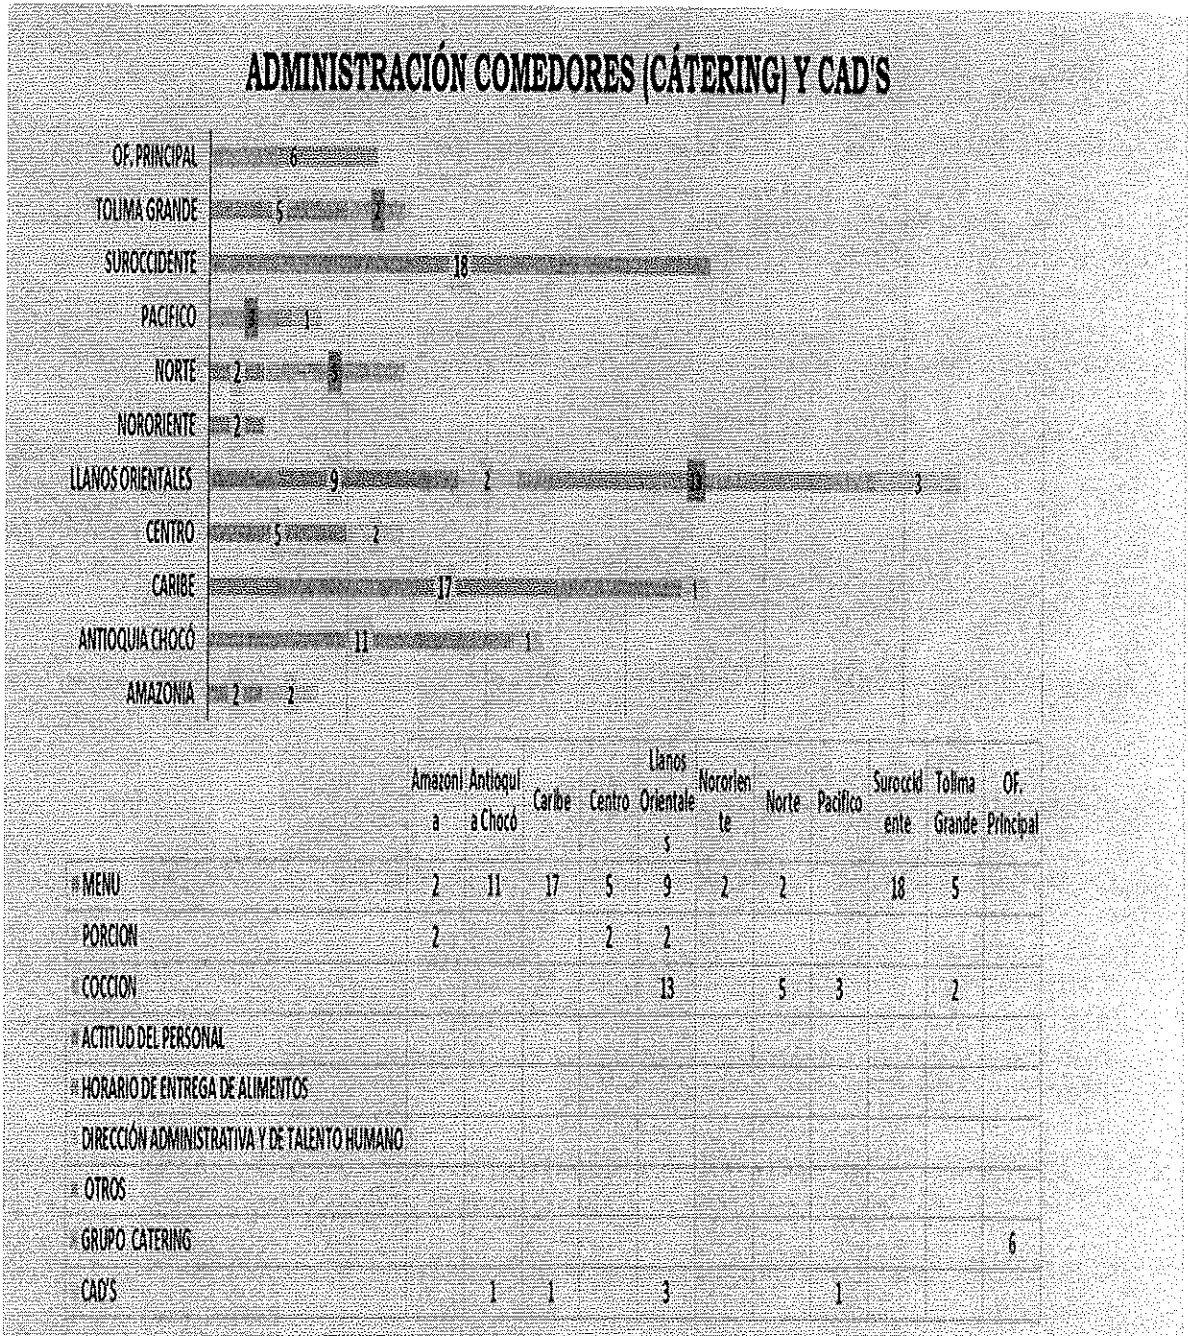 ADMINISTRACIÓN COMEDORES (CÁTERING) Y CAD'S
OF. PRINCIPAL 6
TOLIMA GRANDE 5 2
SUROCCIDENTE 18
PACIFICO 3 1
NORTE 2 5
NORORIENTE 2
LLANOS ORIENTALES 9 2 13 3
CENTRO 5 2
CARIBE 17 1
ANTIOQUIA CHOCÓ 11 1
AMAZONIA 2 2
Amazoni
a
Antioqui
a Chocó
Caribe
Centro
Llanos
Orientale
s
Nororien
te
Norte
Pacifico
Surocci
ente
Tolima
Grande
OF.
Principal
MENU 2 11 17 5 9 2 2 18 5
PORCION 2 2 2
COCCION 13 5 3 2
ACTITUD DEL PERSONAL
HORARIO DE ENTREGA DE ALIMENTOS
DIRECCIÓN ADMINISTRATIVA Y DE TALENTO HUMANO
OTROS
GRUPO CATERING 6
CAD'S 1 1 3 1